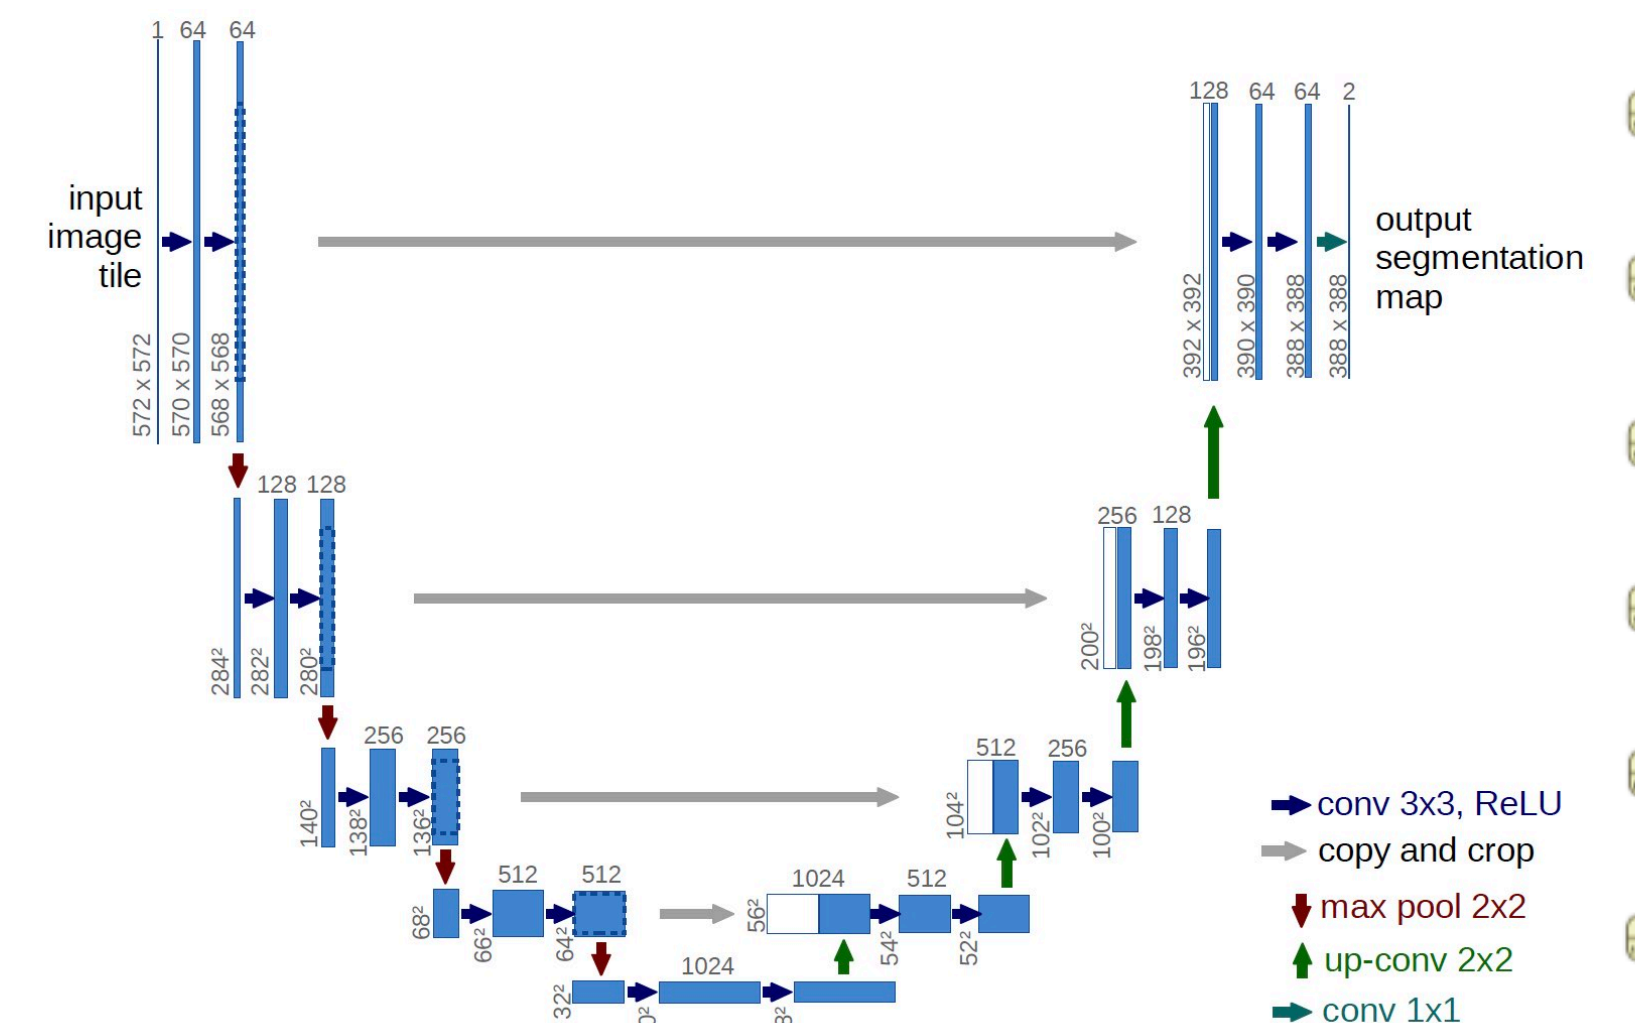 1 64 64
128 64 64 2
input
image
tile
output
segmentation
map
572 x 572
570 x 570
568 x 568
392 x 392
390 x 390
388 x 388
388 x 388
128 128
256 128
284²
282²
280²
200²
198²
196²
256 256
512 256
140²
138²
136²
104²
102²
100²
512 512
1024 512
68²
66²
64²
56²
54²
52²
1024
32²
conv 3x3, ReLU
copy and crop
max pool 2x2
up-conv 2x2
conv 1x1